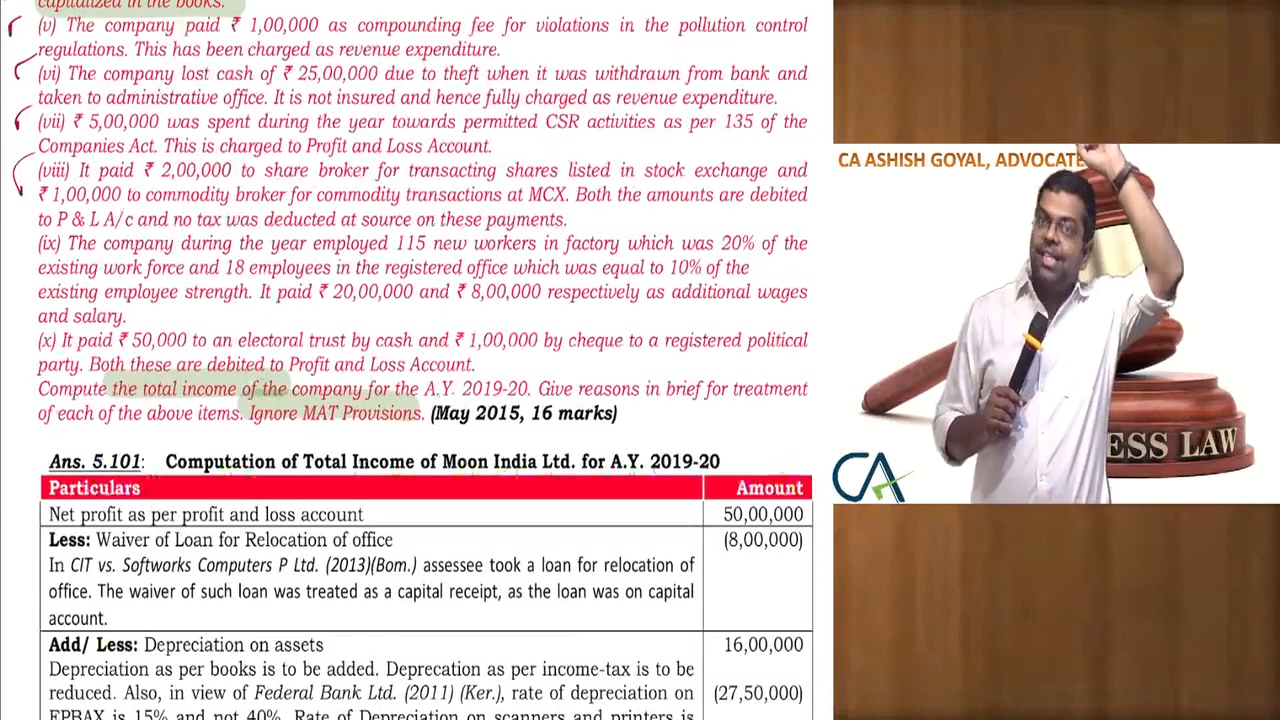 capitalized in the books.
(v) The company paid ₹ 1,00,000 as compounding fee for violations in the pollution control
regulations. This has been charged as revenue expenditure.
(vi) The company lost cash of ₹ 25,00,000 due to theft when it was withdrawn from bank and
taken to administrative office. It is not insured and hence fully charged as revenue expenditure.
(vii) ₹ 5,00,000 was spent during the year towards permitted CSR activities as per 135 of the
Companies Act. This is charged to Profit and Loss Account.
(viii) It paid ₹ 2,00,000 to share broker for transacting shares listed in stock exchange and
₹ 1,00,000 to commodity broker for commodity transactions at MCX. Both the amounts are debited
to P & L A/c and no tax was deducted at source on these payments.
(ix) The company during the year employed 115 new workers in factory which was 20% of the
existing work force and 18 employees in the registered office which was equal to 10% of the
existing employee strength. It paid ₹ 20,00,000 and ₹ 8,00,000 respectively as additional wages
and salary.
(x) It paid ₹ 50,000 to an electoral trust by cash and ₹ 1,00,000 by cheque to a registered political
party. Both these are debited to Profit and Loss Account.
Compute the total income of the company for the A.Y. 2019-20. Give reasons in brief for treatment
of each of the above items. Ignore MAT Provisions. (May 2015, 16 marks)
Ans. 5.101: Computation of Total Income of Moon India Ltd. for A.Y. 2019-20
Particulars Amount
Net profit as per profit and loss account 50,00,000
Less: Waiver of Loan for Relocation of office (8,00,000)
In CIT vs. Softworks Computers P Ltd. (2013)(Bom.) assessee took a loan for relocation of
office. The waiver of such loan was treated as a capital receipt, as the loan was on capital
account.
Add/ Less: Depreciation on assets 16,00,000
Depreciation as per books is to be added. Deprecation as per income-tax is to be
reduced. Also, in view of Federal Bank Ltd. (2011) (Ker.), rate of depreciation on (27,50,000)
EPBAX is 15% and not 40%. Rate of Depreciation on scanners and printers is
CA ASHISH GOYAL, ADVOCATE
ESS LAW
CA